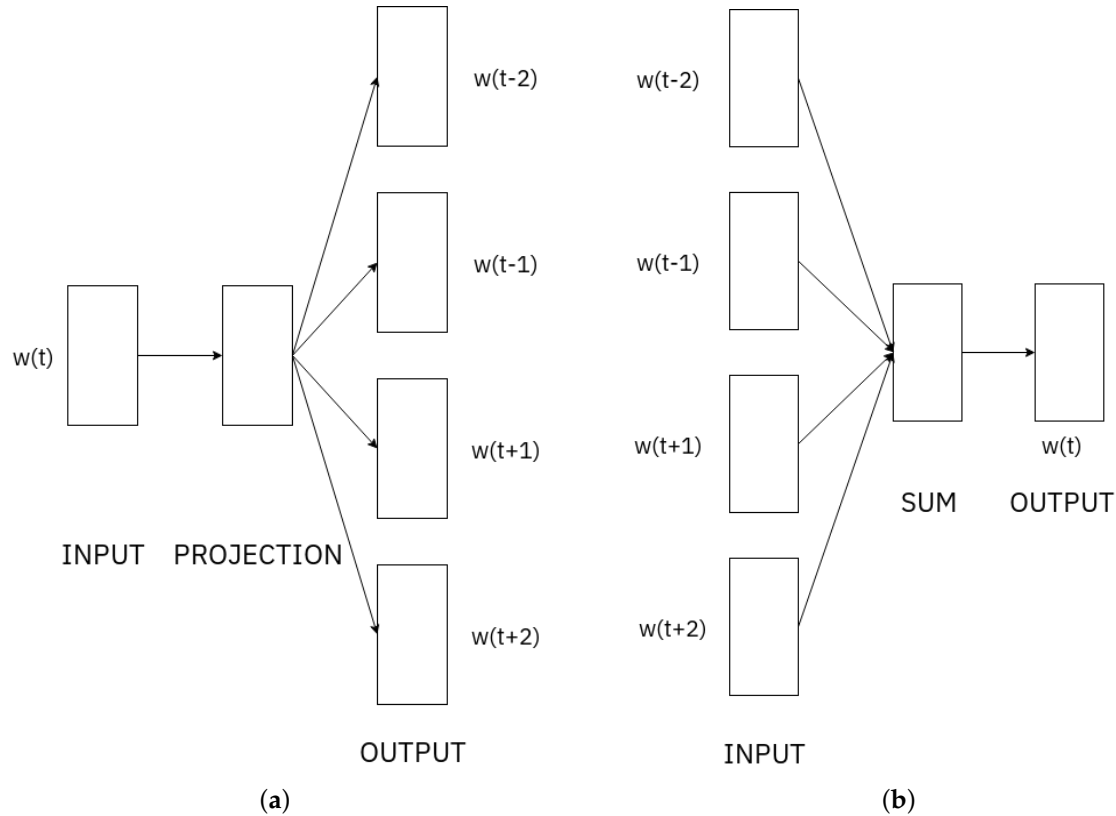 w(t-2)
w(t-1)
w(t)
w(t+1)
INPUT PROJECTION
w(t+2)
OUTPUT
(a)
w(t-2)
w(t-1)
w(t+1)
w(t)
SUM OUTPUT
w(t+2)
INPUT
(b)